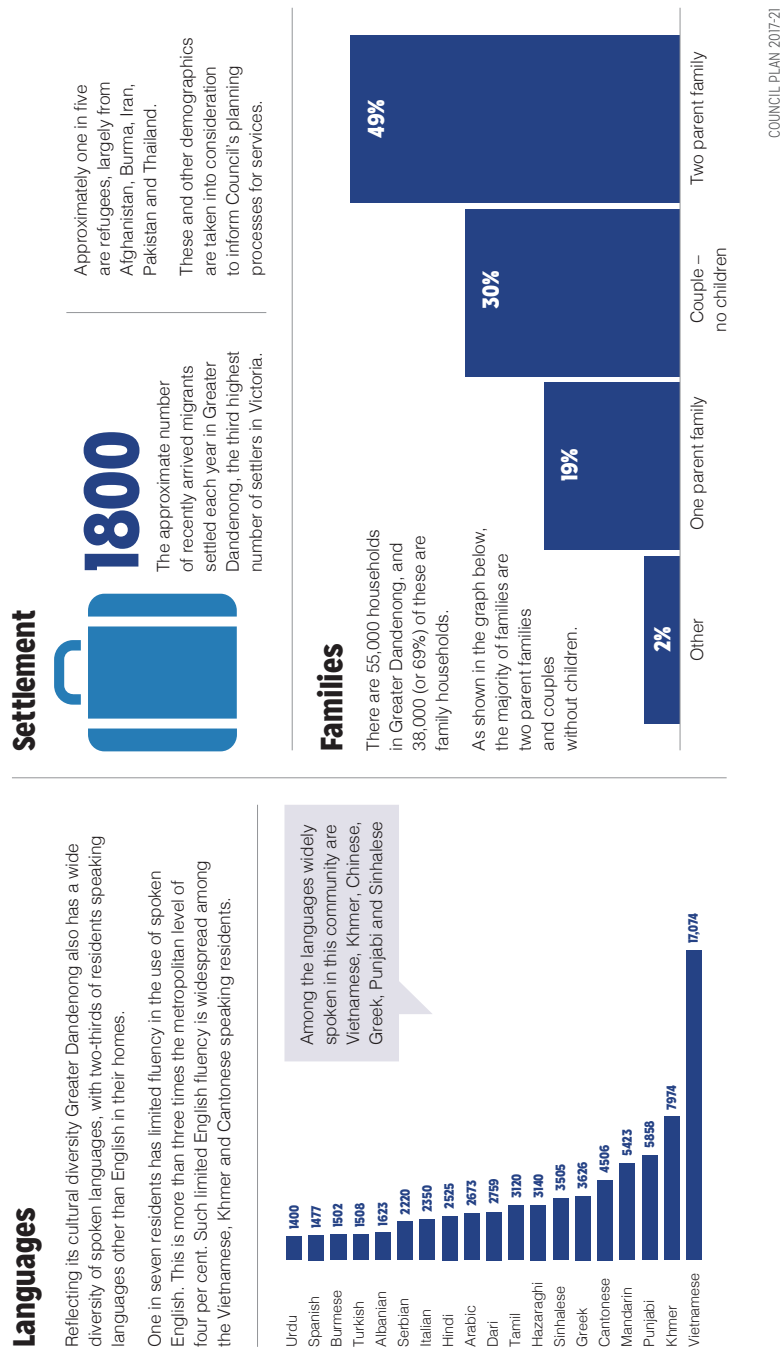 Languages
Reflecting its cultural diversity Greater Dandenong also has a wide
diversity of spoken languages, with two-thirds of residents speaking
languages other than English in their homes.
One in seven residents has limited fluency in the use of spoken
English. This is more than three times the metropolitan level of
four per cent. Such limited English fluency is widespread among
the Vietnamese, Khmer and Cantonese speaking residents.
Among the languages widely
spoken in this community are
Vietnamese, Khmer, Chinese,
Greek, Punjabi and Sinhalese
Urdu 1400
Spanish 1477
Burmese 1502
Turkish 1508
Albanian 1623
Serbian 2220
Italian 2350
Hindi 2525
Arabic 2673
Dari 2759
Tamil 3120
Hazaraghi 3140
Sinhalese 3505
Greek 3626
Cantonese 4506
Mandarin 5423
Punjabi 5858
Khmer 7974
Vietnamese 17,074
Settlement
1800
The approximate number
of recently arrived migrants
settled each year in Greater
Dandenong, the third highest
number of settlers in Victoria.
Approximately one in five
are refugees, largely from
Afghanistan, Burma, Iran,
Pakistan and Thailand.
These and other demographics
are taken into consideration
to inform Council's planning
processes for services.
Families
There are 55,000 households
in Greater Dandenong, and
38,000 (or 69%) of these are
family households.
As shown in the graph below,
the majority of families are
two parent families
and couples
without children.
2%
19%
30%
49%
Other
One parent family
Couple –
no children
Two parent family
COUNCIL PLAN 2017-21